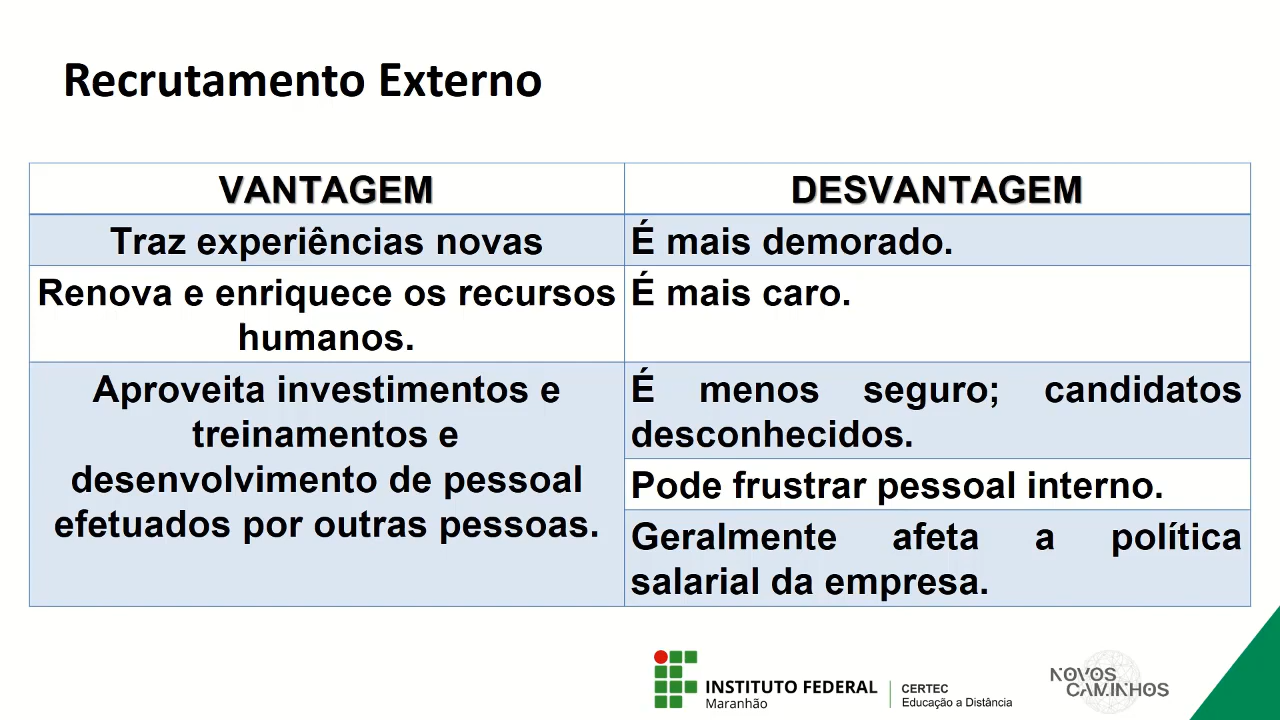 Recrutamento Externo
VANTAGEM
DESVANTAGEM
Traz experiências novas
É mais demorado.
Renova e enriquece os recursos
humanos.
É mais caro.
Aproveita investimentos e
treinamentos e
desenvolvimento de pessoal
efetuados por outras pessoas.
É menos seguro; candidatos
desconhecidos.
Pode frustrar pessoal interno.
Geralmente afeta a política
salarial da empresa.
INSTITUTO FEDERAL
Maranhão
CERTEC
Educação a Distância
NOVOS
CAMINHOS